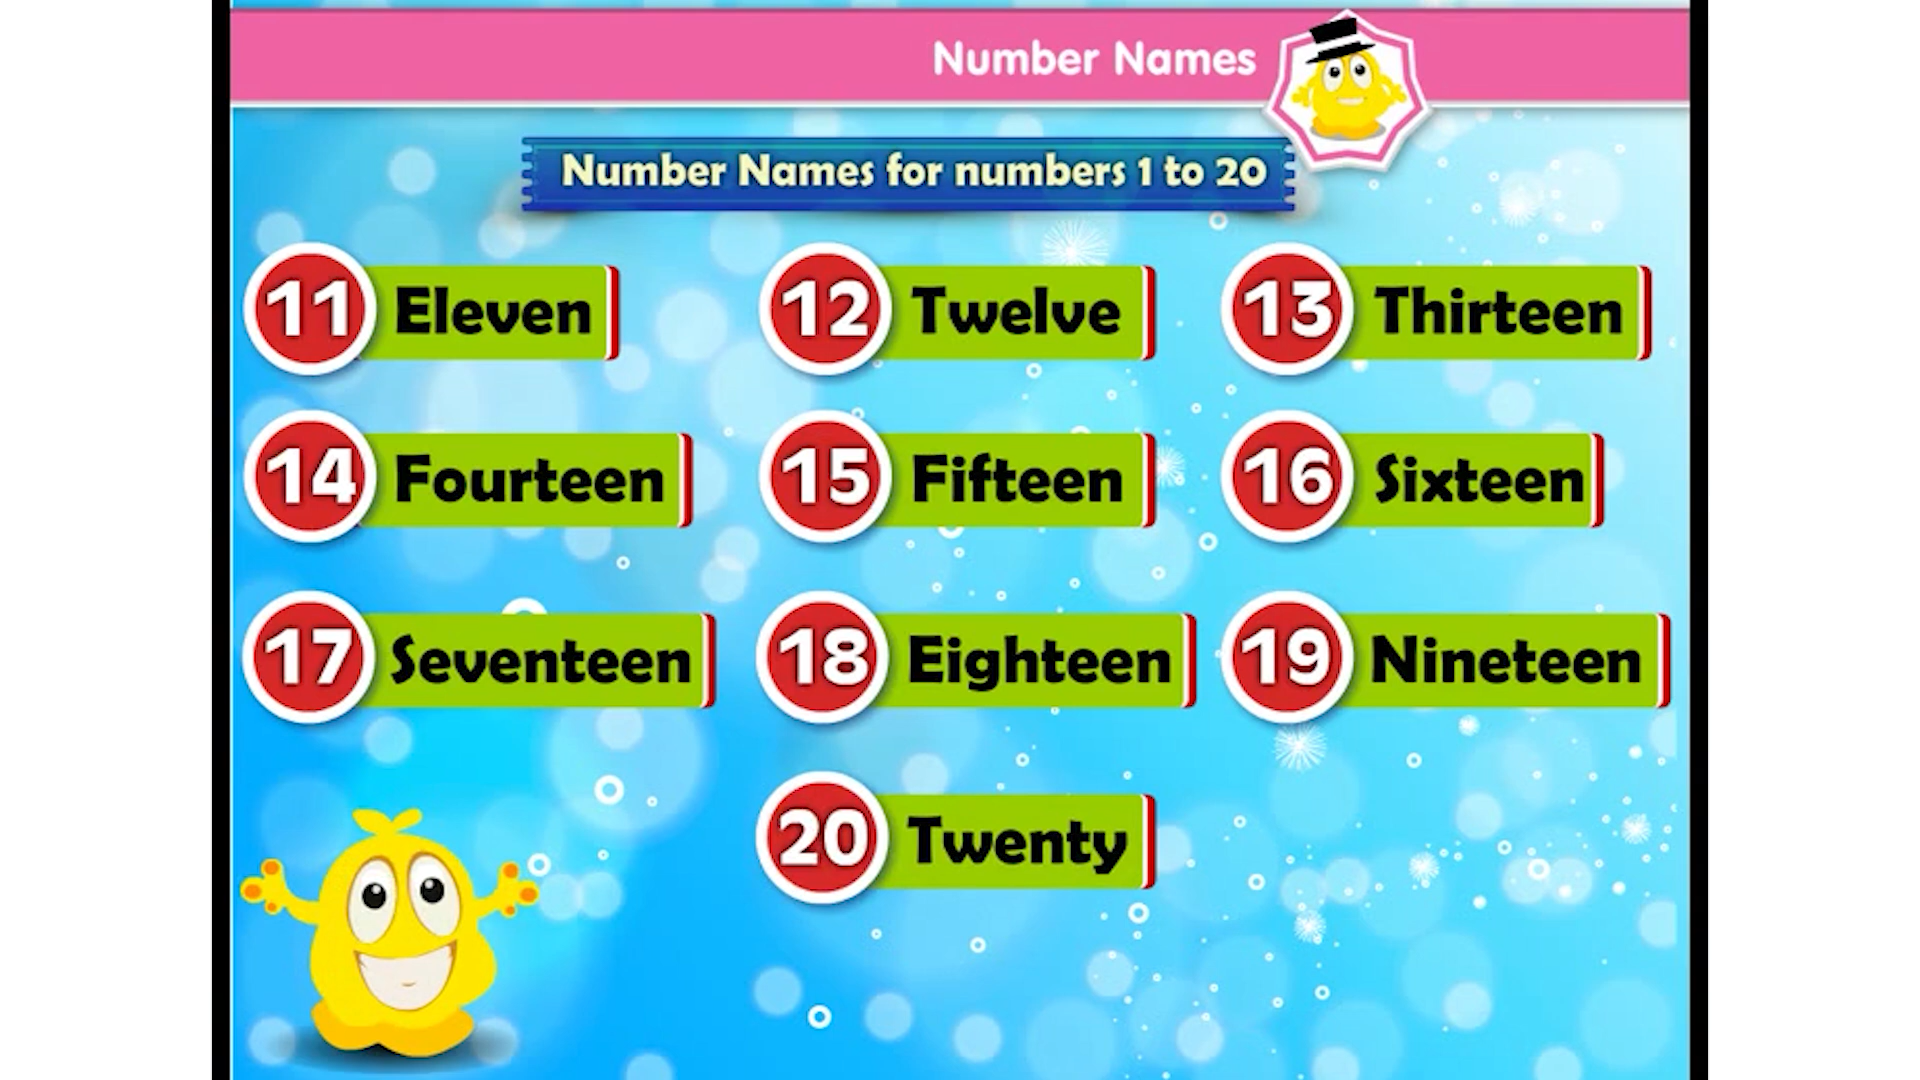 Number Names
Number Names for numbers 1 to 20
11 Eleven
12 Twelve
13 Thirteen
14 Fourteen
15 Fifteen
16 Sixteen
17 Seventeen
18 Eighteen
19 Nineteen
20 Twenty